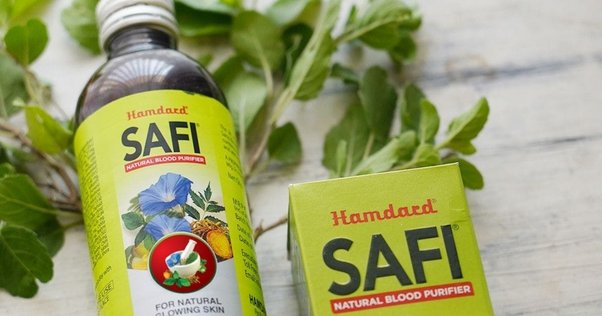 Hamdard®
SAFI®
NATURAL BLOOD PURIFIER
FOR NATURAL
GLOWING SKIN
Hamdard®
SAFI®
NATURAL BLOOD PURIFIER